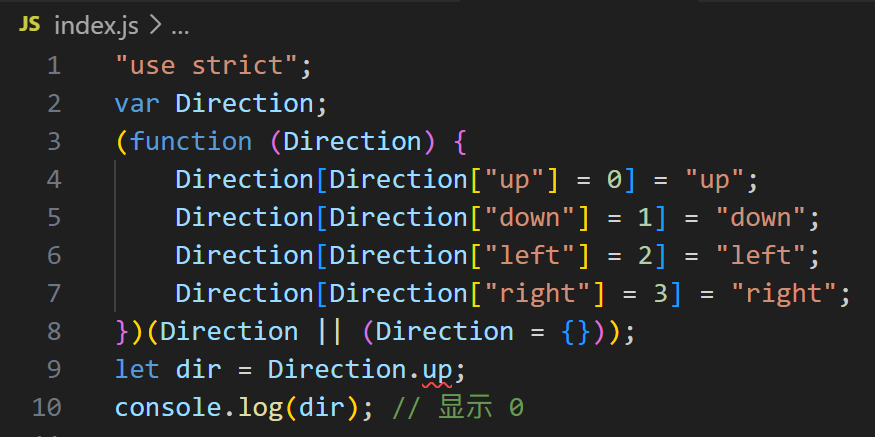 JS index.js > ...
1 "use strict";
2 var Direction;
3 (function (Direction) {
4 Direction[Direction["up"] = 0] = "up";
5 Direction[Direction["down"] = 1] = "down";
6 Direction[Direction["left"] = 2] = "left";
7 Direction[Direction["right"] = 3] = "right";
8 })(Direction || (Direction = {}));
9 let dir = Direction.up;
10 console.log(dir); // 显示 0